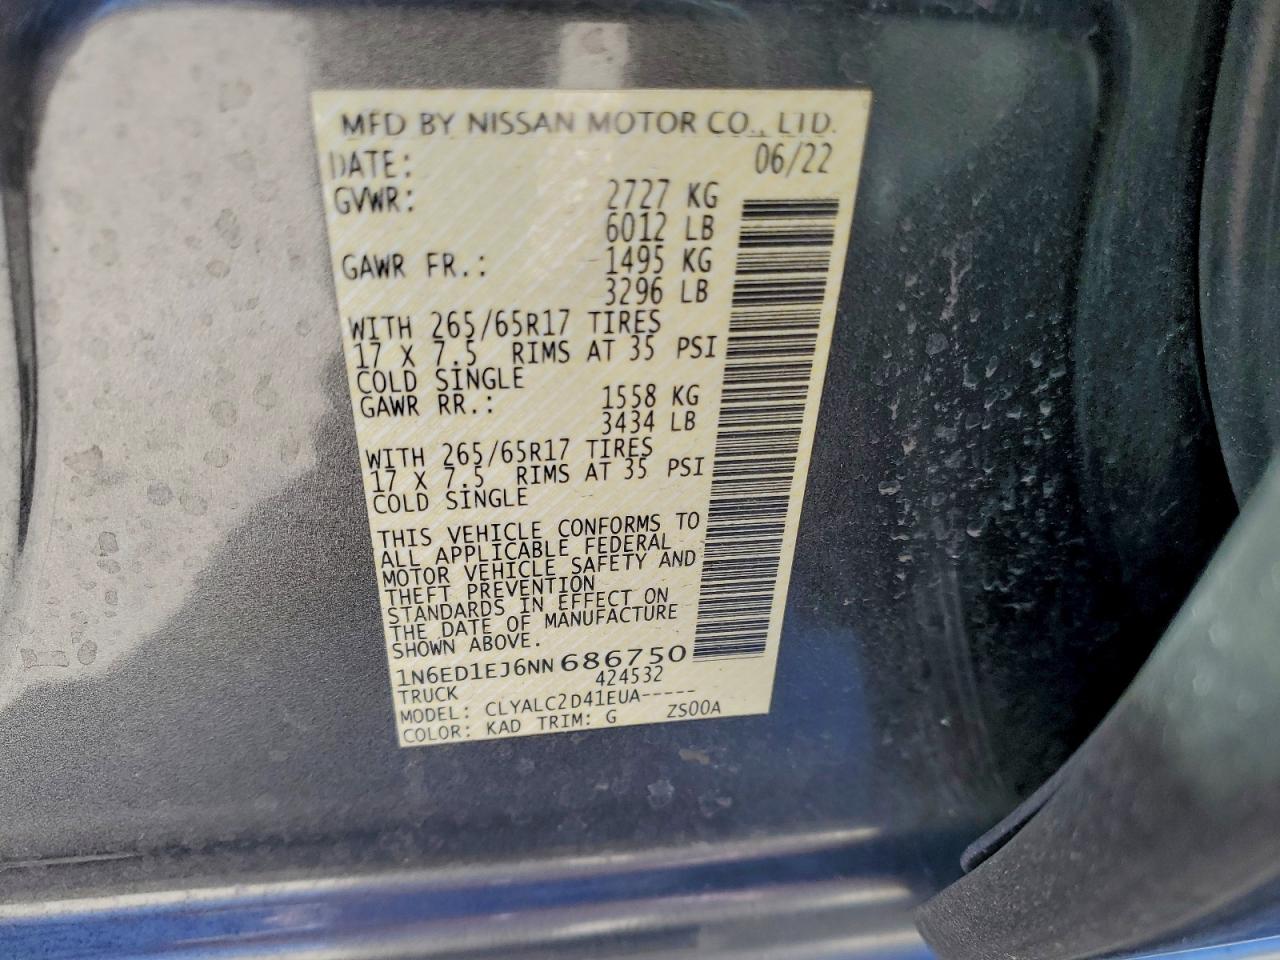 MFD BY NISSAN MOTOR CO., LTD.
DATE: 06/22
GVWR: 2727 KG
6012 LB
GAWR FR.: 1495 KG
3296 LB
WITH 265/65R17 TIRES
17 X 7.5 RIMS AT 35 PSI
COLD SINGLE
GAWR RR.: 1558 KG
3434 LB
WITH 265/65R17 TIRES
17 X 7.5 RIMS AT 35 PSI
COLD SINGLE
THIS VEHICLE CONFORMS TO
ALL APPLICABLE FEDERAL
MOTOR VEHICLE SAFETY AND
THEFT PREVENTION
STANDARDS IN EFFECT ON
THE DATE OF MANUFACTURE
SHOWN ABOVE.
1N6ED1EJ6NN686750
TRUCK 424532
MODEL: CLYALC2D41EUA-----
COLOR: KAD TRIM: G ZS00A